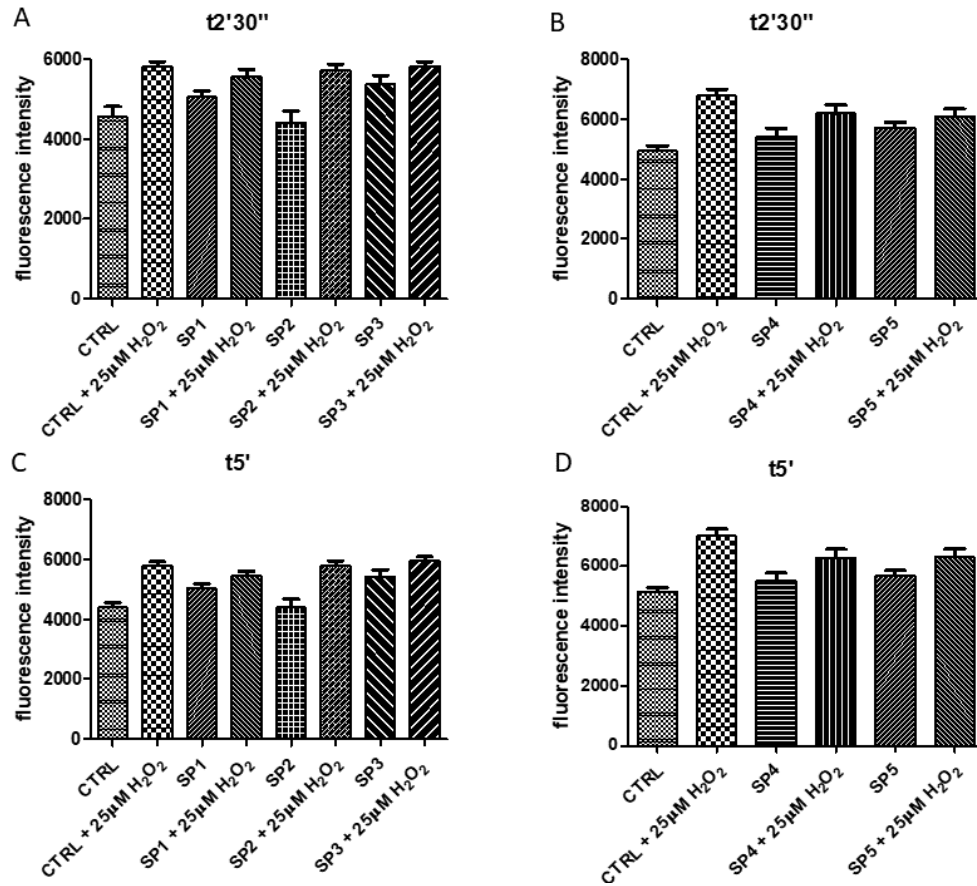 A
t2'30"
fluorescence intensity
6000
4000
2000
0
CTRL
CTRL + 25µM H₂O₂
SP1
SP1 + 25µM H₂O₂
SP2
SP2 + 25µM H₂O₂
SP3
SP3 + 25µM H₂O₂
B
t2'30"
fluorescence intensity
8000
6000
4000
2000
0
CTRL
CTRL + 25µM H₂O₂
SP4
SP4 + 25µM H₂O₂
SP5
SP5 + 25µM H₂O₂
C
t5'
fluorescence intensity
8000
6000
4000
2000
0
CTRL
CTRL + 25µM H₂O₂
SP1
SP1 + 25µM H₂O₂
SP2
SP2 + 25µM H₂O₂
SP3
SP3 + 25µM H₂O₂
D
t5'
fluorescence intensity
8000
6000
4000
2000
0
CTRL
CTRL + 25µM H₂O₂
SP4
SP4 + 25µM H₂O₂
SP5
SP5 + 25µM H₂O₂